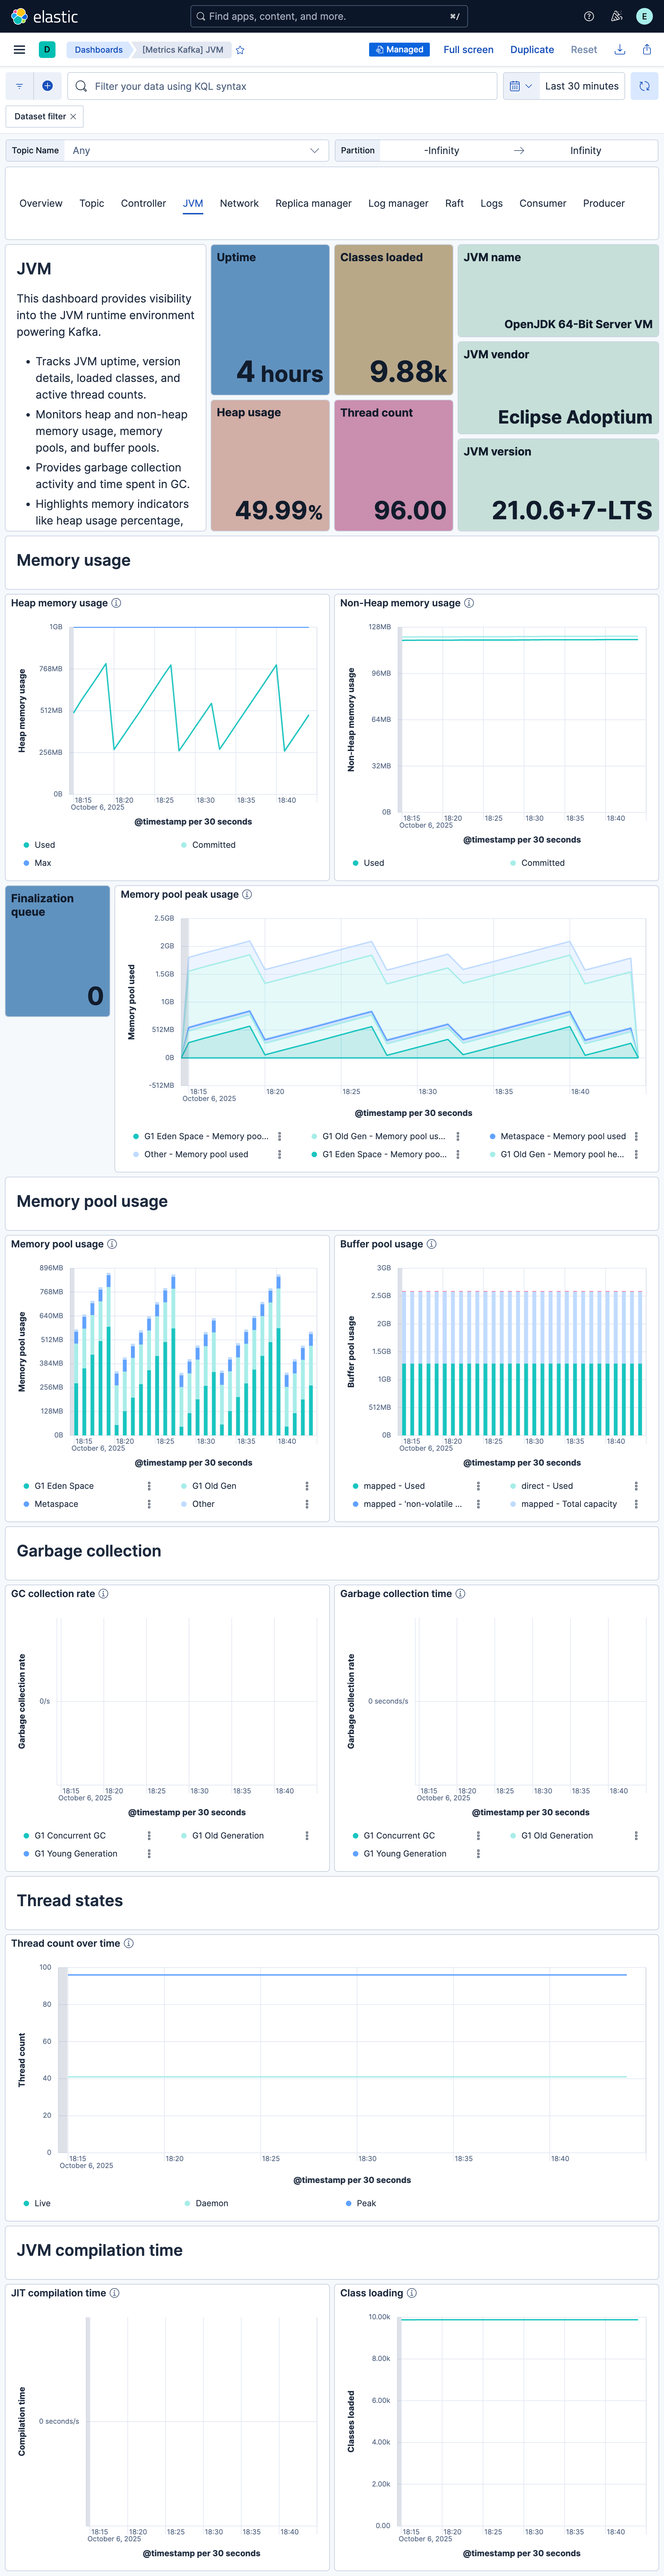 elastic
Find apps, content, and more.
⌘/
E
D
Dashboards
[Metrics Kafka] JVM
Managed
Full screen
Duplicate
Reset
Filter your data using KQL syntax
Last 30 minutes
Dataset filter
Topic Name
Any
Partition
-Infinity
→
Infinity
Overview
Topic
Controller
JVM
Network
Replica manager
Log manager
Raft
Logs
Consumer
Producer
JVM
This dashboard provides visibility
into the JVM runtime environment
powering Kafka.
• Tracks JVM uptime, version
details, loaded classes, and
active thread counts.
• Monitors heap and non-heap
memory usage, memory
pools, and buffer pools.
• Provides garbage collection
activity and time spent in GC.
• Highlights memory indicators
like heap usage percentage,
Uptime
4 hours
Classes loaded
9.88k
JVM name
OpenJDK 64-Bit Server VM
JVM vendor
Eclipse Adoptium
Heap usage
49.99%
Thread count
96.00
JVM version
21.0.6+7-LTS
Memory usage
Heap memory usage
Heap memory usage
1GB
768MB
512MB
256MB
0B
18:15
18:20
18:25
18:30
18:35
18:40
October 6, 2025
@timestamp per 30 seconds
Used
Committed
Max
Non-Heap memory usage
Non-Heap memory usage
128MB
96MB
64MB
32MB
0B
18:15
18:20
18:25
18:30
18:35
18:40
October 6, 2025
@timestamp per 30 seconds
Used
Committed
Finalization
queue
0
Memory pool peak usage
Memory pool used
2.5GB
2GB
1.5GB
1GB
512MB
0B
-512MB
18:15
18:20
18:25
18:30
18:35
18:40
October 6, 2025
@timestamp per 30 seconds
G1 Eden Space - Memory poo...
G1 Old Gen - Memory pool us...
Metaspace - Memory pool used
Other - Memory pool used
G1 Eden Space - Memory poo...
G1 Old Gen - Memory pool he...
Memory pool usage
Memory pool usage
Memory pool usage
896MB
768MB
640MB
512MB
384MB
256MB
128MB
0B
18:15
18:20
18:25
18:30
18:35
18:40
October 6, 2025
@timestamp per 30 seconds
G1 Eden Space
G1 Old Gen
Metaspace
Other
Buffer pool usage
Buffer pool usage
3GB
2.5GB
2GB
1.5GB
1GB
512MB
0B
18:15
18:20
18:25
18:30
18:35
18:40
October 6, 2025
@timestamp per 30 seconds
mapped - Used
direct - Used
mapped - 'non-volatile ...
mapped - Total capacity
Garbage collection
GC collection rate
Garbage collection rate
0/s
18:15
18:20
18:25
18:30
18:35
18:40
October 6, 2025
@timestamp per 30 seconds
G1 Concurrent GC
G1 Old Generation
G1 Young Generation
Garbage collection time
Garbage collection rate
0 seconds/s
18:15
18:20
18:25
18:30
18:35
18:40
October 6, 2025
@timestamp per 30 seconds
G1 Concurrent GC
G1 Old Generation
G1 Young Generation
Thread states
Thread count over time
Thread count
100
80
60
40
20
0
18:15
18:20
18:25
18:30
18:35
18:40
October 6, 2025
@timestamp per 30 seconds
Live
Daemon
Peak
JVM compilation time
JIT compilation time
Compilation time
0 seconds/s
18:15
18:20
18:25
18:30
18:35
18:40
October 6, 2025
@timestamp per 30 seconds
Class loading
Classes loaded
10.00k
8.00k
6.00k
4.00k
2.00k
0.00
18:15
18:20
18:25
18:30
18:35
18:40
October 6, 2025
@timestamp per 30 seconds